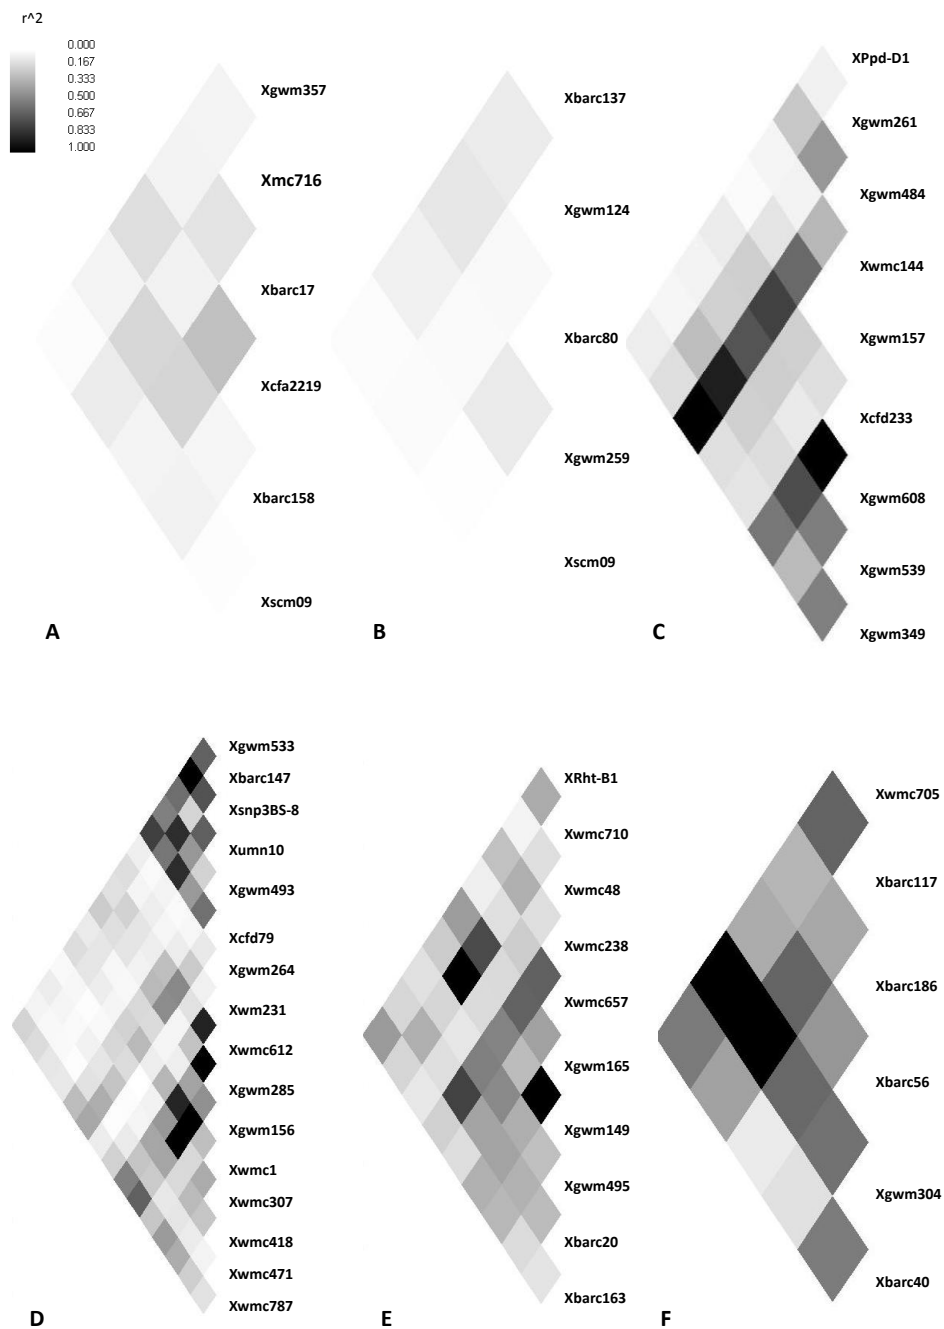 r^2
0.000
0.167
0.333
0.500
0.667
0.833
1.000
Xgwm357
Xmc716
Xbarc17
Xcfa2219
Xbarc158
Xscm09
A
Xbarc137
Xgwm124
Xbarc80
Xgwm259
Xscm09
B
XPpd-D1
Xgwm261
Xgwm484
Xwmc144
Xgwm157
Xcfd233
Xgwm608
Xgwm539
Xgwm349
C
Xgwm533
Xbarc147
Xsnp3BS-8
Xumn10
Xgwm493
Xcfd79
Xgwm264
Xwm231
Xwmc612
Xgwm285
Xgwm156
Xwmc1
Xwmc307
Xwmc418
Xwmc471
Xwmc787
D
XRht-B1
Xwmc710
Xwmc48
Xwmc238
Xwmc657
Xgwm165
Xgwm149
Xgwm495
Xbarc20
Xbarc163
E
Xwmc705
Xbarc117
Xbarc186
Xbarc56
Xgwm304
Xbarc40
F